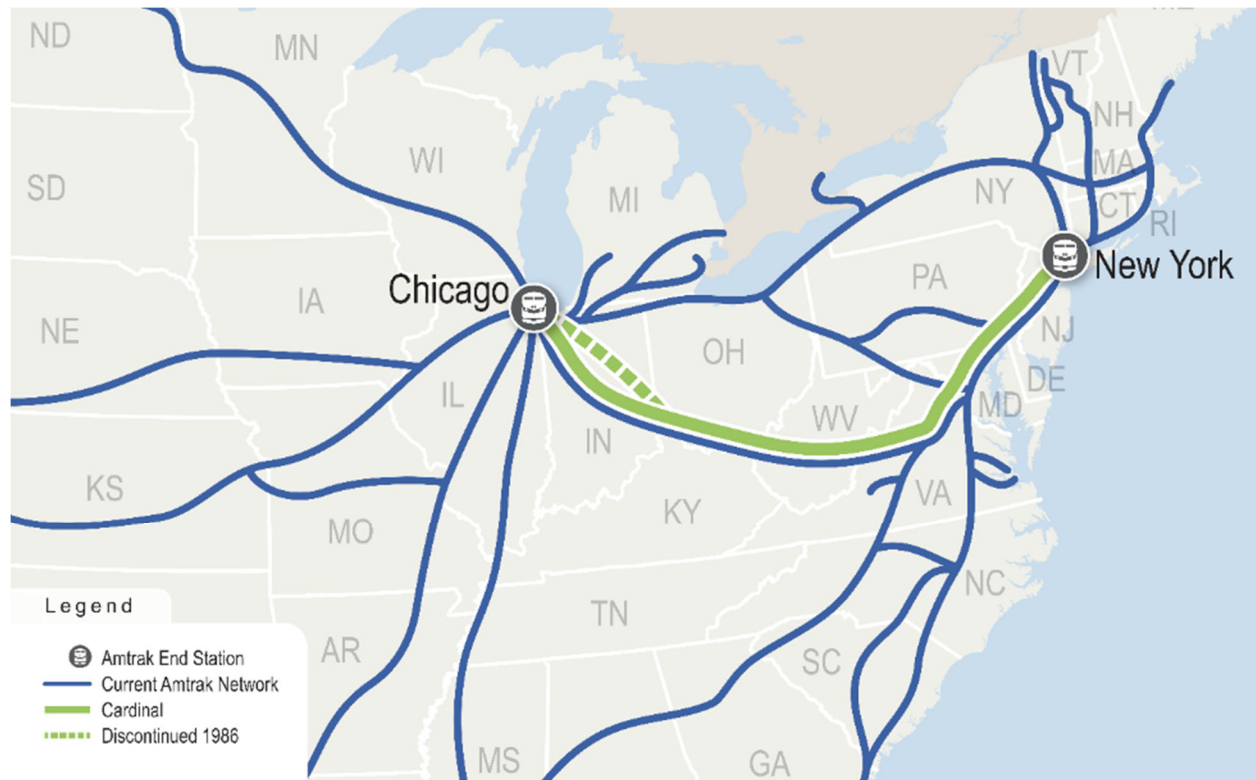 ND
MN
VT
NH
WI
MA
SD
NY
MI
CT
RI
New York
Chicago
PA
IA
NE
NJ
OH
DE
IL
MD
WV
IN
KS
VA
KY
MO
NC
TN
AR
SC
MS
GA
Legend
Amtrak End Station
Current Amtrak Network
Cardinal
Discontinued 1986